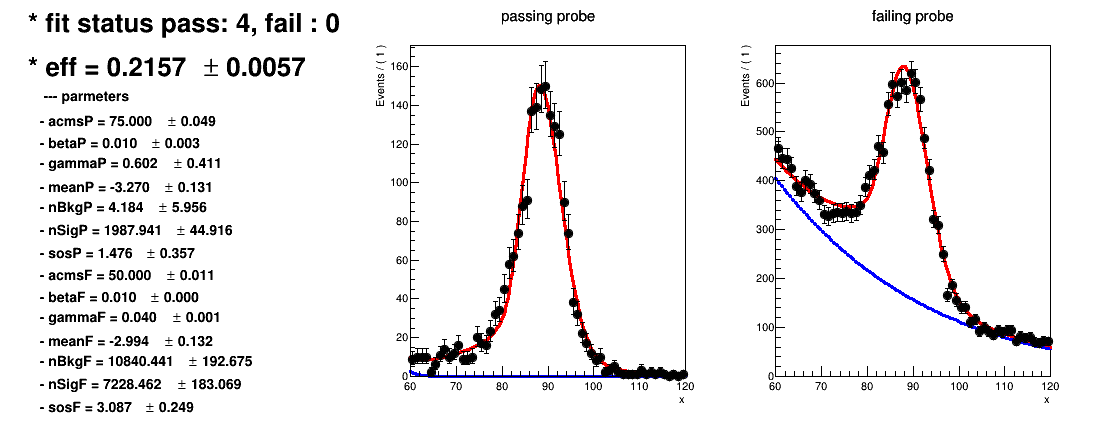 * fit status pass: 4, fail : 0
* eff = 0.2157 ± 0.0057
--- parmeters
- acmsP = 75.000 ± 0.049
- betaP = 0.010 ± 0.003
- gammaP = 0.602 ± 0.411
- meanP = -3.270 ± 0.131
- nBkgP = 4.184 ± 5.956
- nSigP = 1987.941 ± 44.916
- sosP = 1.476 ± 0.357
- acmsF = 50.000 ± 0.011
- betaF = 0.010 ± 0.000
- gammaF = 0.040 ± 0.001
- meanF = -2.994 ± 0.132
- nBkgF = 10840.441 ± 192.675
- nSigF = 7228.462 ± 183.069
- sosF = 3.087 ± 0.249
passing probe
Events / ( 1 )
160
140
120
100
80
60
40
20
0
60 70 80 90 100 110 120
x
failing probe
Events / ( 1 )
600
500
400
300
200
100
0
60 70 80 90 100 110 120
x